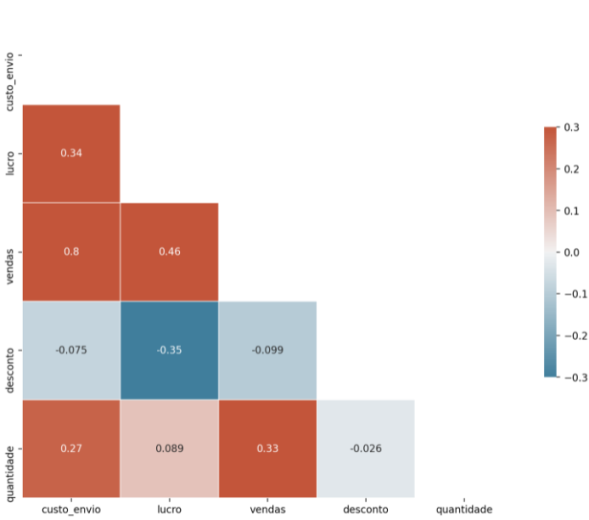 custo_envio
lucro 0.34
vendas 0.8 0.46
desconto -0.075 -0.35 -0.099
quantidade 0.27 0.089 0.33 -0.026
custo_envio lucro vendas desconto quantidade
0.3
0.2
0.1
0.0
−0.1
−0.2
−0.3